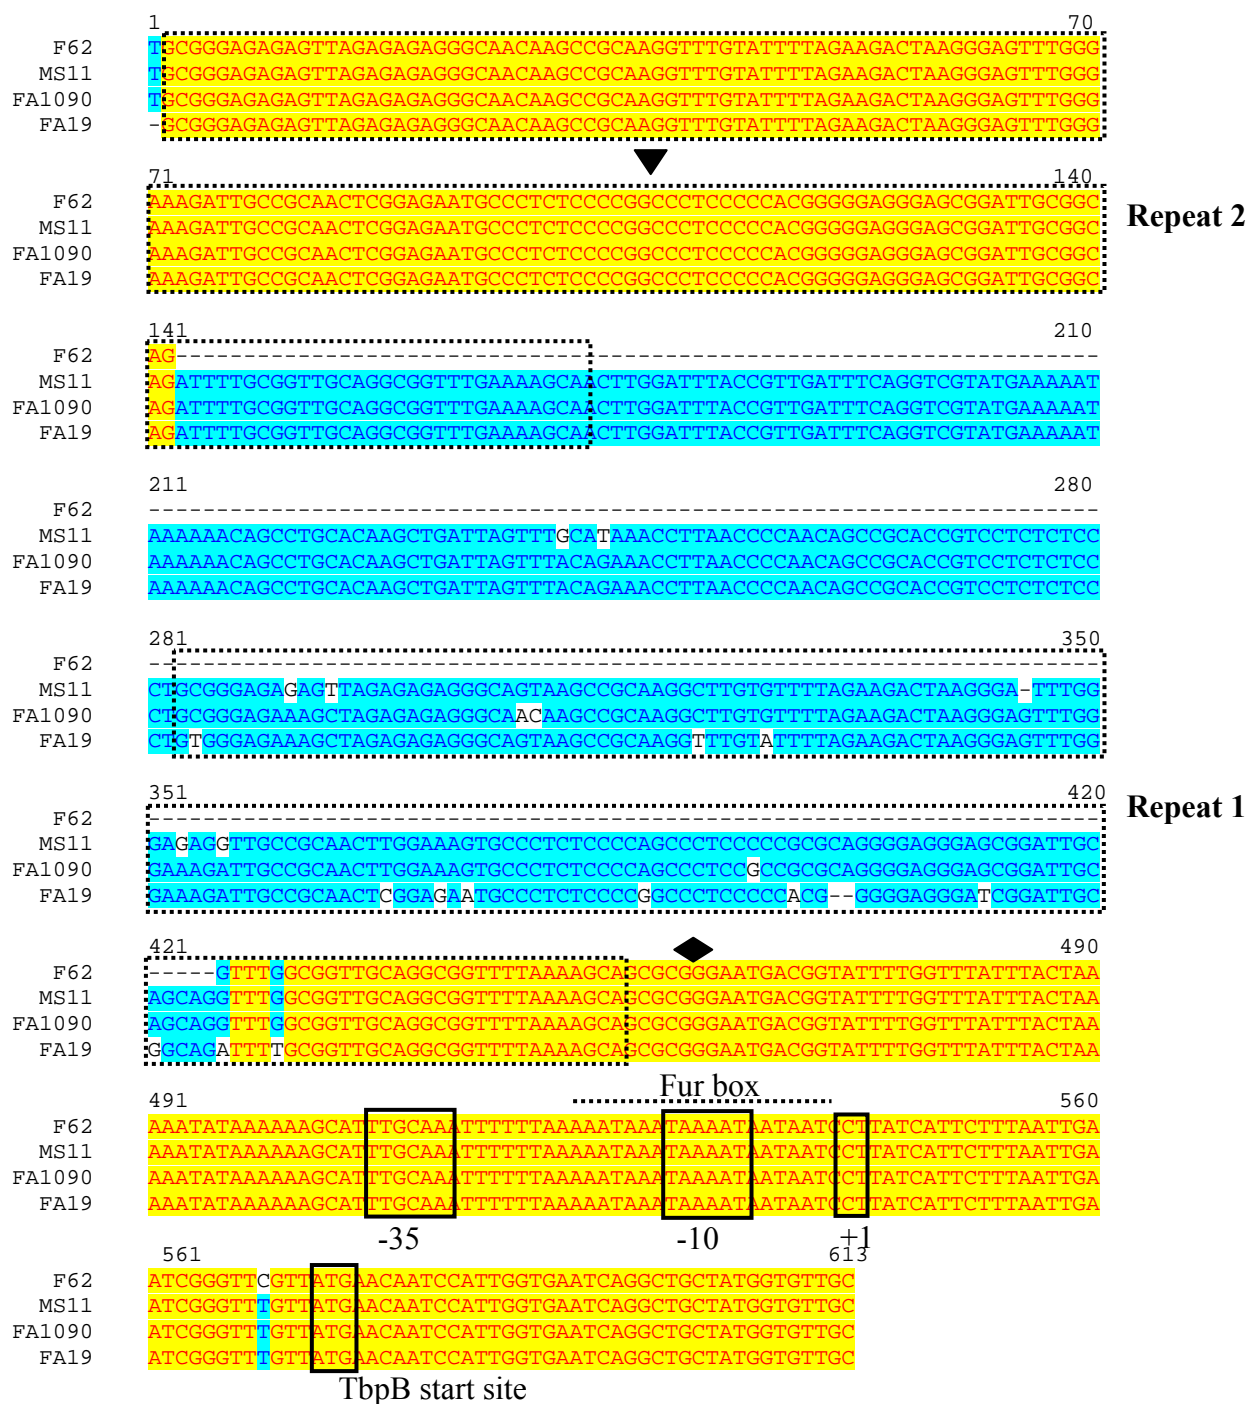 1 70
F62 TGCGGGAGAGAGTTAGAGAGAGGGCAACAAGCCGCAAGGTTTGTATTTTAGAAGACTAAGGGAGTTTGGG
MS11 TGCGGGAGAGAGTTAGAGAGAGGGCAACAAGCCGCAAGGTTTGTATTTTAGAAGACTAAGGGAGTTTGGG
FA1090 TGCGGGAGAGAGTTAGAGAGAGGGCAACAAGCCGCAAGGTTTGTATTTTAGAAGACTAAGGGAGTTTGGG
FA19 -GCGGGAGAGAGTTAGAGAGAGGGCAACAAGCCGCAAGGTTTGTATTTTAGAAGACTAAGGGAGTTTGGG
71 140
F62 AAAGATTGCCGCAACTCGGAGAATGCCCTCTCCCCGGCCCTCCCCCACGGGGGAGGGAGCGGATTGCGGC
MS11 AAAGATTGCCGCAACTCGGAGAATGCCCTCTCCCCGGCCCTCCCCCACGGGGGAGGGAGCGGATTGCGGC
FA1090 AAAGATTGCCGCAACTCGGAGAATGCCCTCTCCCCGGCCCTCCCCCACGGGGGAGGGAGCGGATTGCGGC
FA19 AAAGATTGCCGCAACTCGGAGAATGCCCTCTCCCCGGCCCTCCCCCACGGGGGAGGGAGCGGATTGCGGC
Repeat 2
141 210
F62 AG--------------------------------------------------------------------
MS11 AGATTTTGCGGTTGCAGGCGGTTTGAAAAGCAACTTGGATTTACCGTTGATTTCAGGTCGTATGAAAAAT
FA1090 AGATTTTGCGGTTGCAGGCGGTTTGAAAAGCAACTTGGATTTACCGTTGATTTCAGGTCGTATGAAAAAT
FA19 AGATTTTGCGGTTGCAGGCGGTTTGAAAAGCAACTTGGATTTACCGTTGATTTCAGGTCGTATGAAAAAT
211 280
F62 ----------------------------------------------------------------------
MS11 AAAAAACAGCCTGCACAAGCTGATTAGTTTGCATAAACCTTAACCCCAACAGCCGCACCGTCCTCTCTCC
FA1090 AAAAAACAGCCTGCACAAGCTGATTAGTTTACAGAAACCTTAACCCCAACAGCCGCACCGTCCTCTCTCC
FA19 AAAAAACAGCCTGCACAAGCTGATTAGTTTACAGAAACCTTAACCCCAACAGCCGCACCGTCCTCTCTCC
281 350
F62 ----------------------------------------------------------------------
MS11 CTGCGGGAGAGAGTTAGAGAGAGGGCAGTAAGCCGCAAGGCTTGTGTTTTAGAAGACTAAGGGA-TTTGG
FA1090 CTGCGGGAGAAAGCTAGAGAGAGGGCAACAAGCCGCAAGGCTTGTGTTTTAGAAGACTAAGGGAGTTTGG
FA19 CTGTGGGAGAAAGCTAGAGAGAGGGCAGTAAGCCGCAAGGTTTGTATTTTAGAAGACTAAGGGAGTTTGG
351 420
F62 ----------------------------------------------------------------------
MS11 GAGAGGTTGCCGCAACTTGGAAAGTGCCCTCTCCCCAGCCCTCCCCCGCGCAGGGGAGGGAGCGGATTGC
FA1090 GAAAGATTGCCGCAACTTGGAAAGTGCCCTCTCCCCAGCCCTCCGCCGCGCAGGGGAGGGAGCGGATTGC
FA19 GAAAGATTGCCGCAACTCGGAGAATGCCCTCTCCCCGGCCCTCCCCCACG--GGGGAGGGATCGGATTGC
Repeat 1
421 490
F62 -----GTTTGGCGGTTGCAGGCGGTTTTAAAAGCAGCGCGGGAATGACGGTATTTTGGTTTATTTACTAA
MS11 AGCAGGTTTGGCGGTTGCAGGCGGTTTTAAAAGCAGCGCGGGAATGACGGTATTTTGGTTTATTTACTAA
FA1090 AGCAGGTTTGGCGGTTGCAGGCGGTTTTAAAAGCAGCGCGGGAATGACGGTATTTTGGTTTATTTACTAA
FA19 GGCAGATTTTGCGGTTGCAGGCGGTTTTAAAAGCAGCGCGGGAATGACGGTATTTTGGTTTATTTACTAA
Fur box
491 560
F62 AAATATAAAAAAGCATTTGCAAATTTTTTAAAAATAAATAAAATAATAATCCTTATCATTCTTTAATTGA
MS11 AAATATAAAAAAGCATTTGCAAATTTTTTAAAAATAAATAAAATAATAATCCTTATCATTCTTTAATTGA
FA1090 AAATATAAAAAAGCATTTGCAAATTTTTTAAAAATAAATAAAATAATAATCCTTATCATTCTTTAATTGA
FA19 AAATATAAAAAAGCATTTGCAAATTTTTTAAAAATAAATAAAATAATAATCCTTATCATTCTTTAATTGA
-35 -10 +1
561 613
F62 ATCGGGTTCGTTATGAACAATCCATTGGTGAATCAGGCTGCTATGGTGTTGC
MS11 ATCGGGTTTGTTATGAACAATCCATTGGTGAATCAGGCTGCTATGGTGTTGC
FA1090 ATCGGGTTTGTTATGAACAATCCATTGGTGAATCAGGCTGCTATGGTGTTGC
FA19 ATCGGGTTTGTTATGAACAATCCATTGGTGAATCAGGCTGCTATGGTGTTGC
TbpB start site